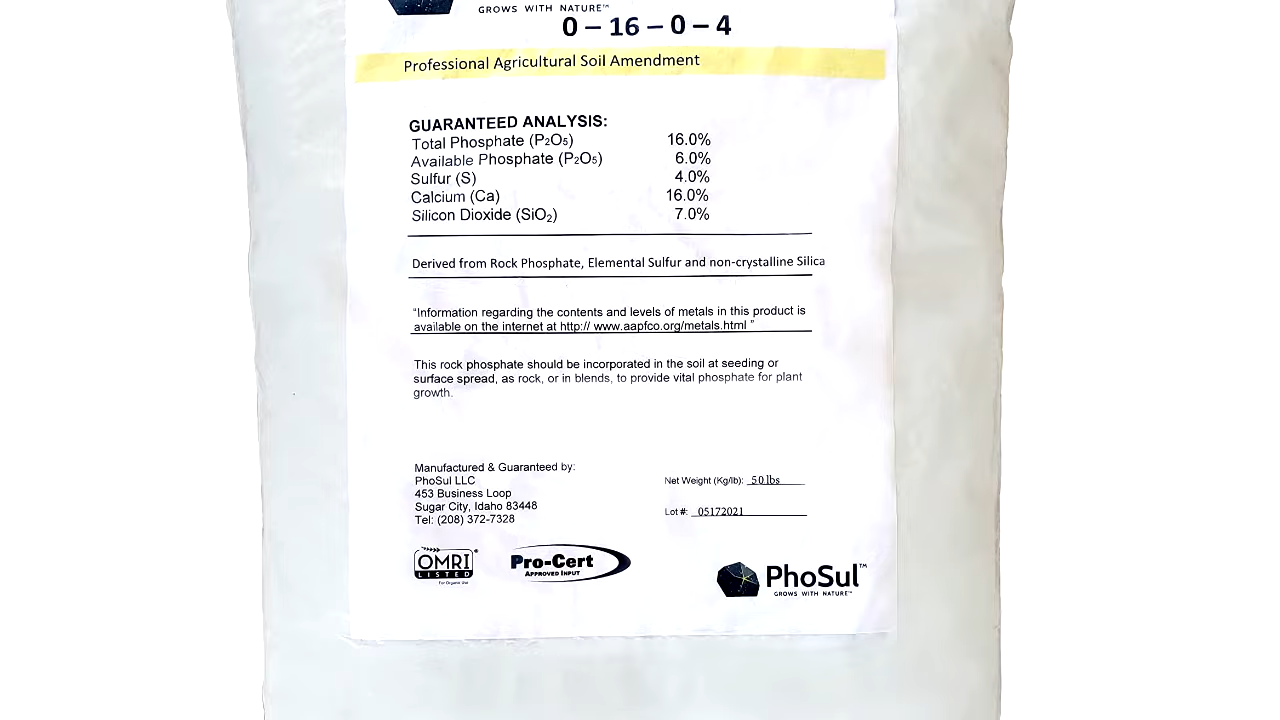 GROWS WITH NATURE™
0 – 16 – 0 – 4
Professional Agricultural Soil Amendment
GUARANTEED ANALYSIS:
Total Phosphate (P₂O₅) 16.0%
Available Phosphate (P₂O₅) 6.0%
Sulfur (S) 4.0%
Calcium (Ca) 16.0%
Silicon Dioxide (SiO₂) 7.0%
Derived from Rock Phosphate, Elemental Sulfur and non-crystalline Silica
"Information regarding the contents and levels of metals in this product is
available on the internet at http:// www.aapfco.org/metals.html "
This rock phosphate should be incorporated in the soil at seeding or
surface spread, as rock, or in blends, to provide vital phosphate for plant
growth.
Manufactured & Guaranteed by:
PhoSul LLC
453 Business Loop
Sugar City, Idaho 83448
Tel: (208) 372-7328
Net Weight (Kg/lb): 50 lbs
Lot #: 05172021
OMRI®
LISTED
For Organic Use
Pro-Cert
APPROVED INPUT
PhoSul™
GROWS WITH NATURE™